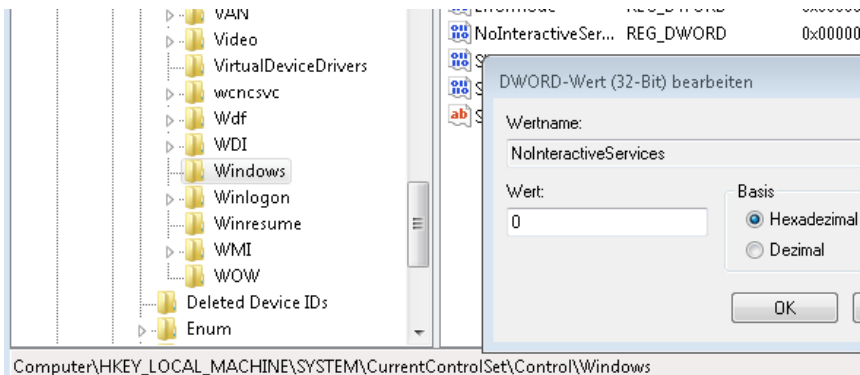 VAN
Video
VirtualDeviceDrivers
wcncsvc
Wdf
WDI
Windows
Winlogon
Winresume
WMI
WOW
Deleted Device IDs
Enum
NoInteractiveSer... REG_DWORD 0x00000
DWORD-Wert (32-Bit) bearbeiten
Wertname:
NoInteractiveServices
Wert:
0
Basis
Hexadezimal
Dezimal
OK
Computer\HKEY_LOCAL_MACHINE\SYSTEM\CurrentControlSet\Control\Windows